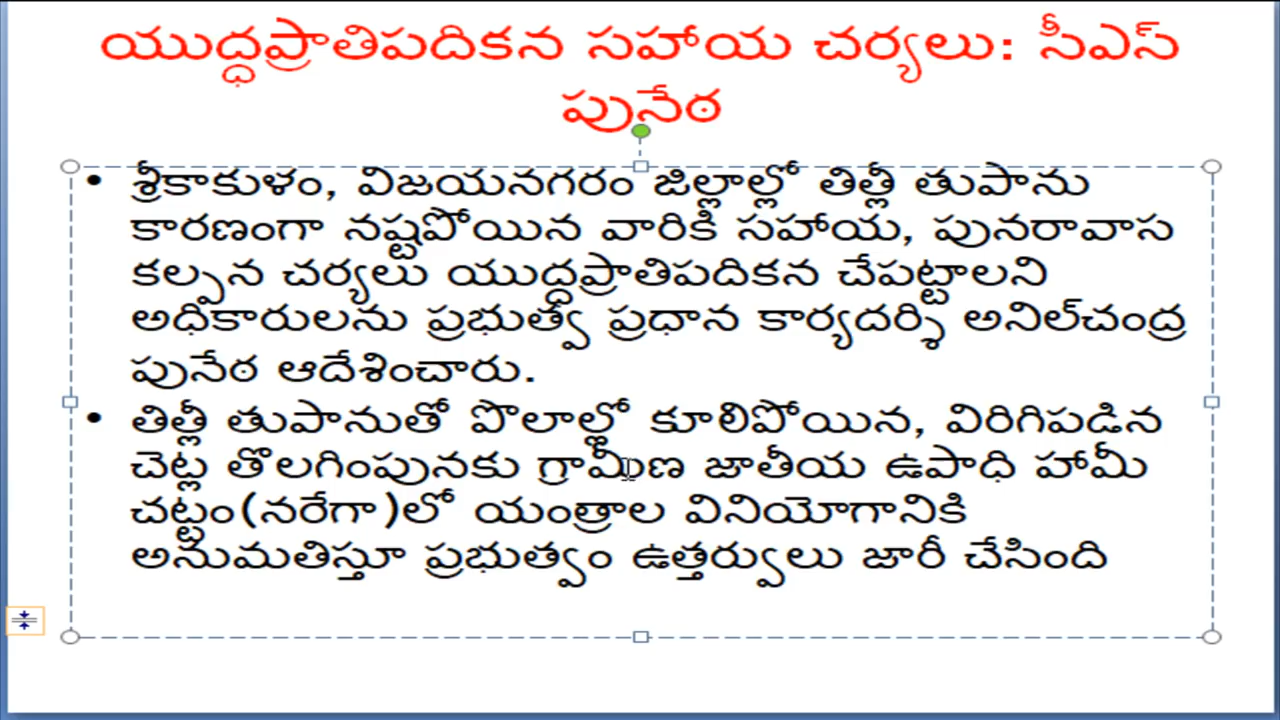 యుద్ధప్రాతిపదికన సహాయ చర్యలు: సీఎస్
పునేఠ
• శ్రీకాకుళం, విజయనగరం జిల్లాల్లో తిత్లీ తుపాను
కారణంగా నష్టపోయిన వారికి సహాయ, పునరావాస
కల్పన చర్యలు యుద్ధప్రాతిపదికన చేపట్టాలని
అధికారులను ప్రభుత్వ ప్రధాన కార్యదర్శి అనిల్‌చంద్ర
పునేఠ ఆదేశించారు.
• తిత్లీ తుపానుతో పొలాల్లో కూలిపోయిన, విరిగిపడిన
చెట్ల తొలగింపునకు గ్రామీణ జాతీయ ఉపాధి హామీ
చట్టం(నరేగా)లో యంత్రాల వినియోగానికి
అనుమతిస్తూ ప్రభుత్వం ఉత్తర్వులు జారీ చేసింది